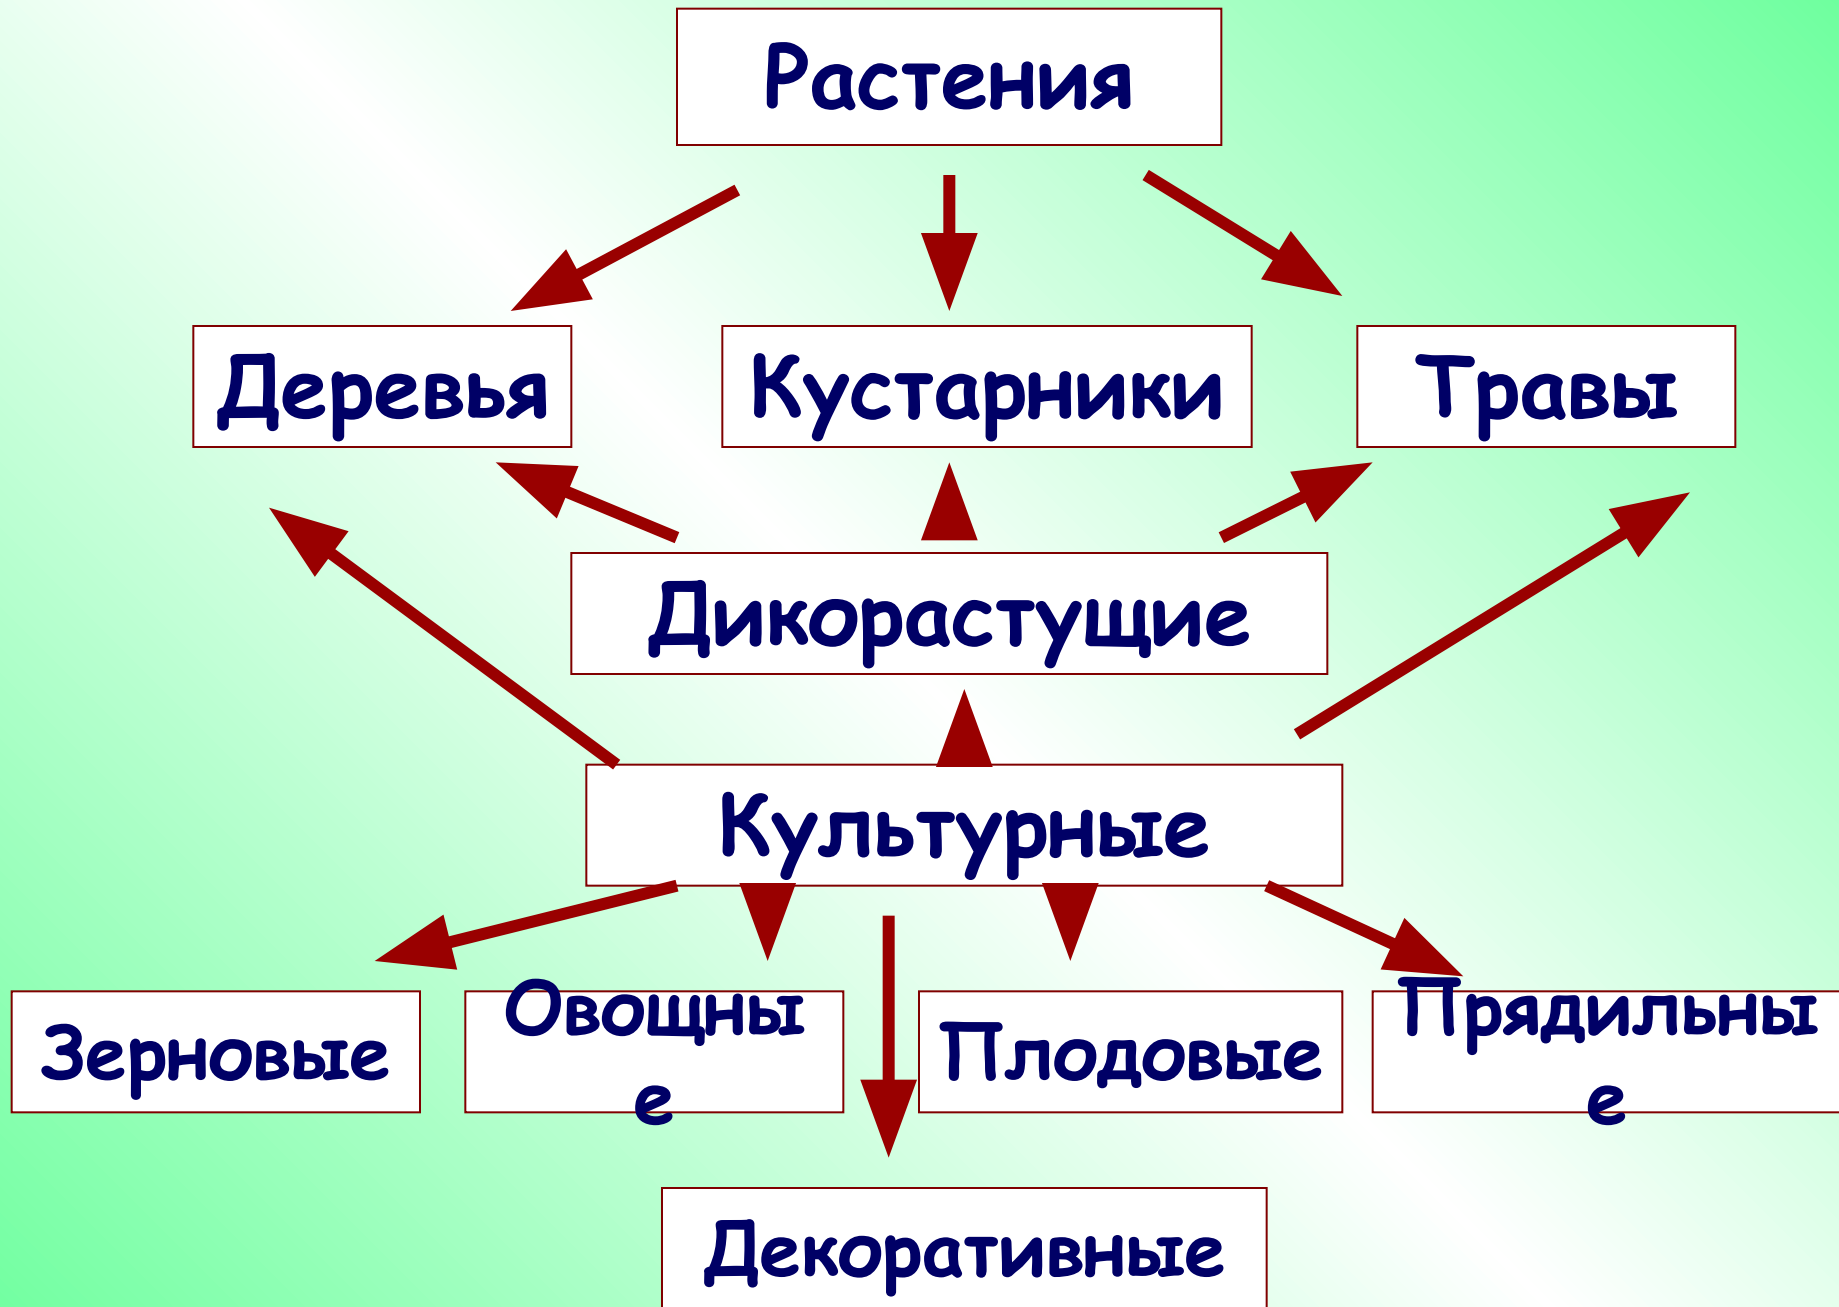 Растения
Деревья
Кустарники
Травы
Дикорастущие
Культурные
Зерновые
Овощны
е
Плодовые
Прядильны
е
Декоративные